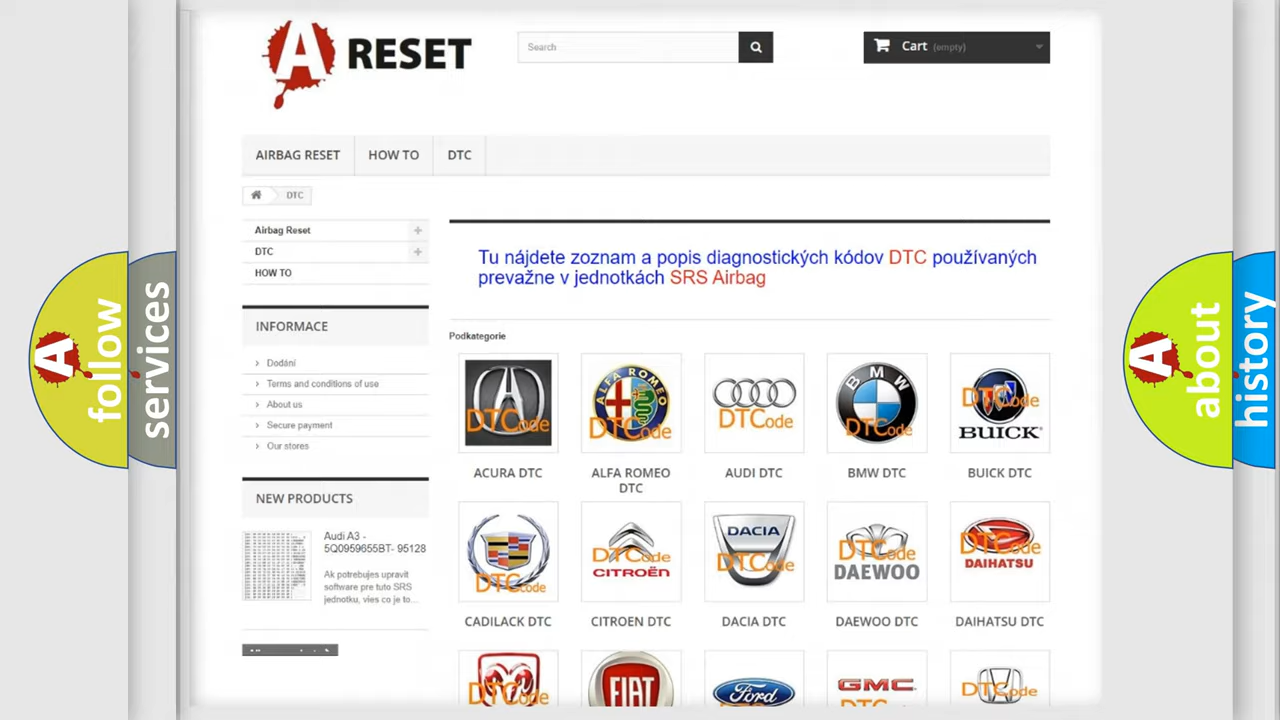 A RESET
Search
Cart (empty)
AIRBAG RESET
HOW TO
DTC
DTC
Airbag Reset
DTC
HOW TO
INFORMACE
Dodání
Terms and conditions of use
About us
Secure payment
Our stores
NEW PRODUCTS
Audi A3 -
5Q0959655BT- 95128
Ak potrebujes upravit
software pre tuto SRS
jednotku, vies co je to...
Tu nájdete zoznam a popis diagnostických kódov DTC používaných
prevažne v jednotkách SRS Airbag
Podkategorie
DTCode
ALFA ROMEO
DTCode
DTCode
BMW
DTCode
DTCode
BUICK
ACURA DTC
ALFA ROMEO
DTC
AUDI DTC
BMW DTC
BUICK DTC
DTCode
DTCode
CITROËN
DACIA
DTCode
DTCode
DAEWOO
DTCode
DAIHATSU
CADILACK DTC
CITROEN DTC
DACIA DTC
DAEWOO DTC
DAIHATSU DTC
DTCode
FIAT
Ford
GMC
DTCode
A follow
services
A about
history